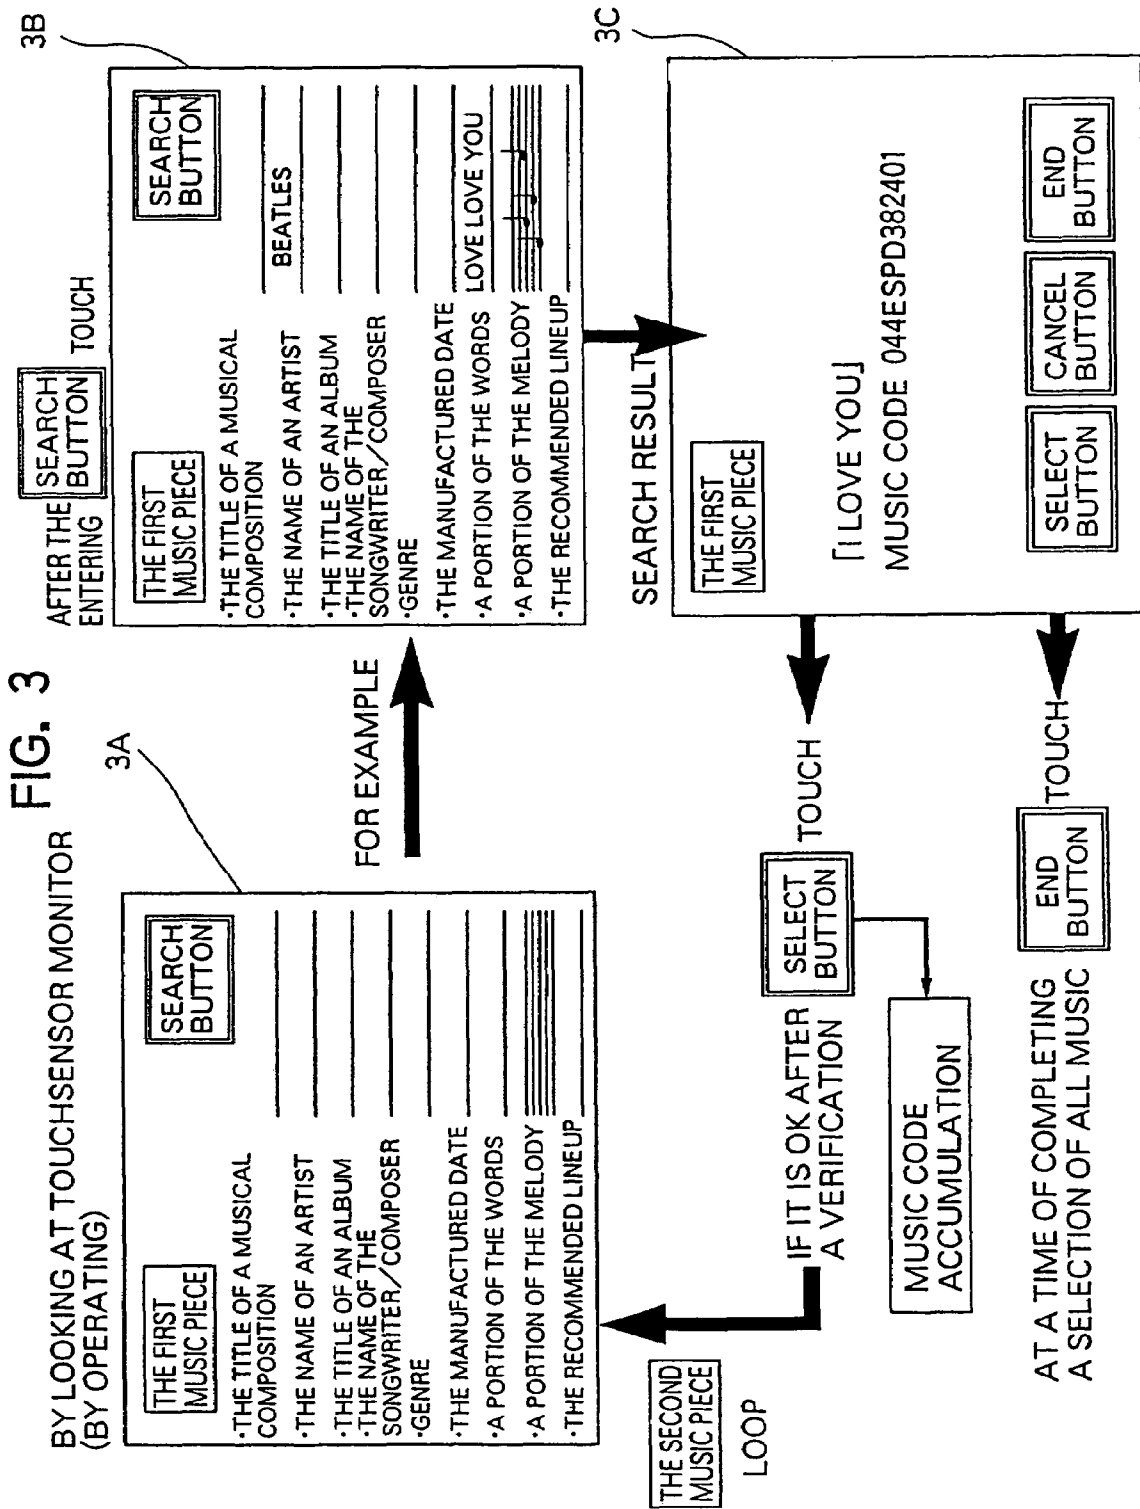 FIG. 3
BY LOOKING AT TOUCHSENSOR MONITOR
(BY OPERATING)
3A
THE FIRST
MUSIC PIECE
SEARCH
BUTTON
·THE TITLE OF A MUSICAL
COMPOSITION
·THE NAME OF AN ARTIST
·THE TITLE OF AN ALBUM
·THE NAME OF THE
SONGWRITER/COMPOSER
·GENRE
·THE MANUFACTURED DATE
·A PORTION OF THE WORDS
·A PORTION OF THE MELODY
·THE RECOMMENDED LINEUP
FOR EXAMPLE
AFTER THE
ENTERING
SEARCH
BUTTON
TOUCH
3B
THE FIRST
MUSIC PIECE
SEARCH
BUTTON
·THE TITLE OF A MUSICAL
COMPOSITION
·THE NAME OF AN ARTIST
BEATLES
·THE TITLE OF AN ALBUM
·THE NAME OF THE
SONGWRITER/COMPOSER
·GENRE
·THE MANUFACTURED DATE
·A PORTION OF THE WORDS
LOVE LOVE YOU
·A PORTION OF THE MELODY
·THE RECOMMENDED LINEUP
SEARCH RESULT
3C
THE FIRST
MUSIC PIECE
「I LOVE YOU」
MUSIC CODE 044ESPD382401
SELECT
BUTTON
CANCEL
BUTTON
END
BUTTON
IF IT IS OK AFTER
A VERIFICATION
SELECT
BUTTON
TOUCH
MUSIC CODE
ACCUMULATION
THE SECOND
MUSIC PIECE
LOOP
AT A TIME OF COMPLETING
A SELECTION OF ALL MUSIC
END
BUTTON
TOUCH